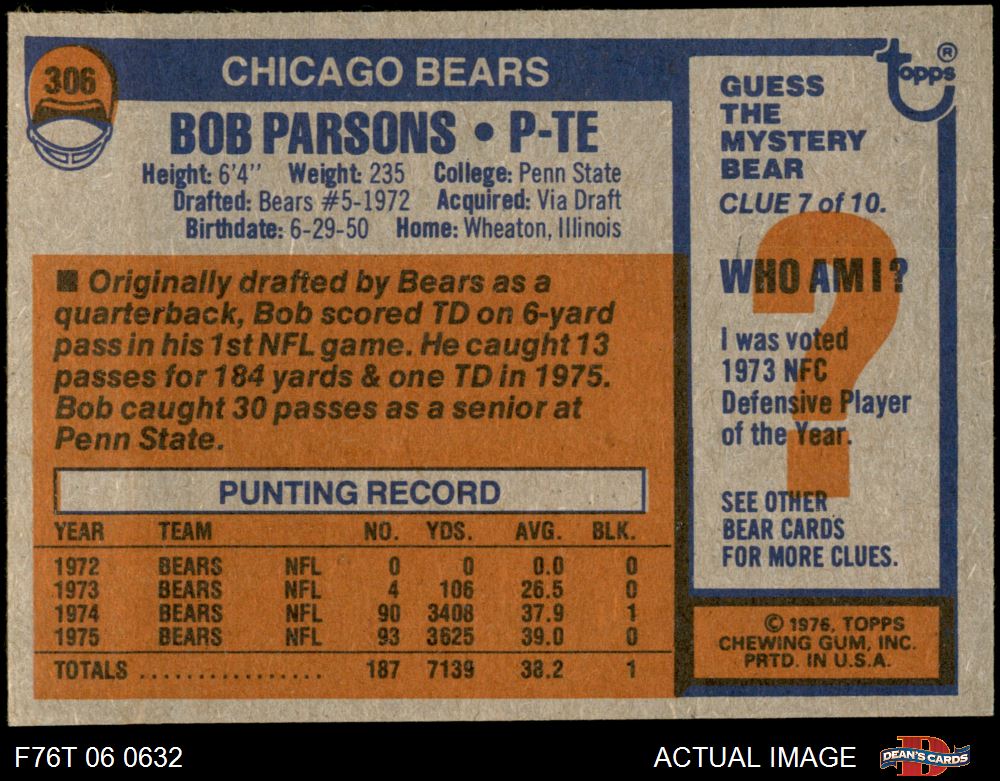 306
CHICAGO BEARS
BOB PARSONS • P-TE
Height: 6'4'' Weight: 235 College: Penn State
Drafted: Bears #5-1972 Acquired: Via Draft
Birthdate: 6-29-50 Home: Wheaton, Illinois
■ Originally drafted by Bears as a
quarterback, Bob scored TD on 6-yard
pass in his 1st NFL game. He caught 13
passes for 184 yards & one TD in 1975.
Bob caught 30 passes as a senior at
Penn State.
PUNTING RECORD
YEAR TEAM NO. YDS. AVG. BLK.
1972 BEARS NFL 0 0 0.0 0
1973 BEARS NFL 4 106 26.5 0
1974 BEARS NFL 90 3408 37.9 1
1975 BEARS NFL 93 3625 39.0 0
TOTALS ................ 187 7139 38.2 1
topps ®
GUESS
THE
MYSTERY
BEAR
CLUE 7 of 10.
?
WHO AM I?
I was voted
1973 NFC
Defensive Player
of the Year.
SEE OTHER
BEAR CARDS
FOR MORE CLUES.
© 1976, TOPPS
CHEWING GUM, INC.
PRTD. IN U.S.A.
F76T 06 0632
ACTUAL IMAGE
D
DEAN'S CARDS